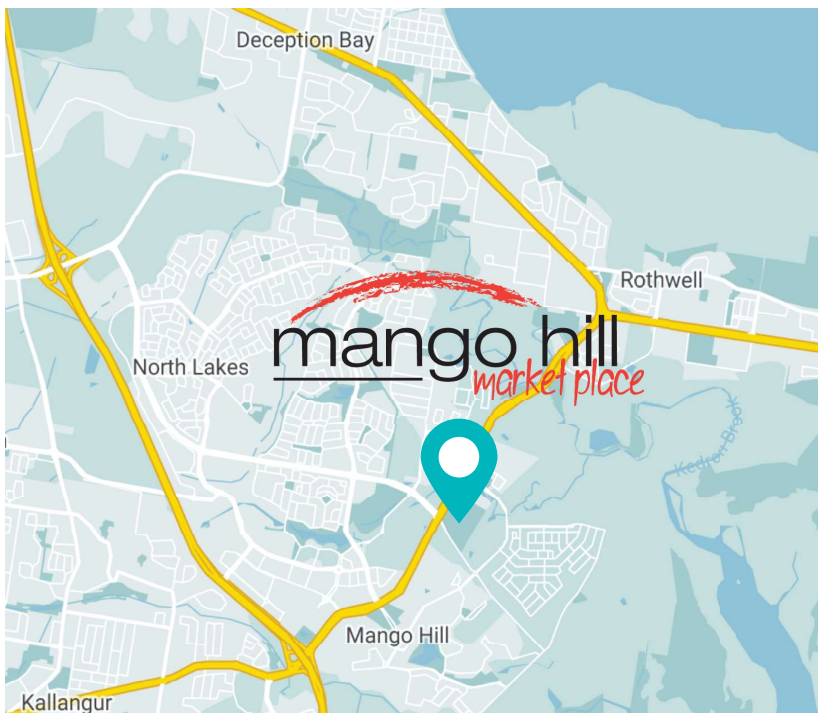 Deception Bay
Rothwell
mango hill
market place
North Lakes
Kedron Brook
Mango Hill
Kallangur